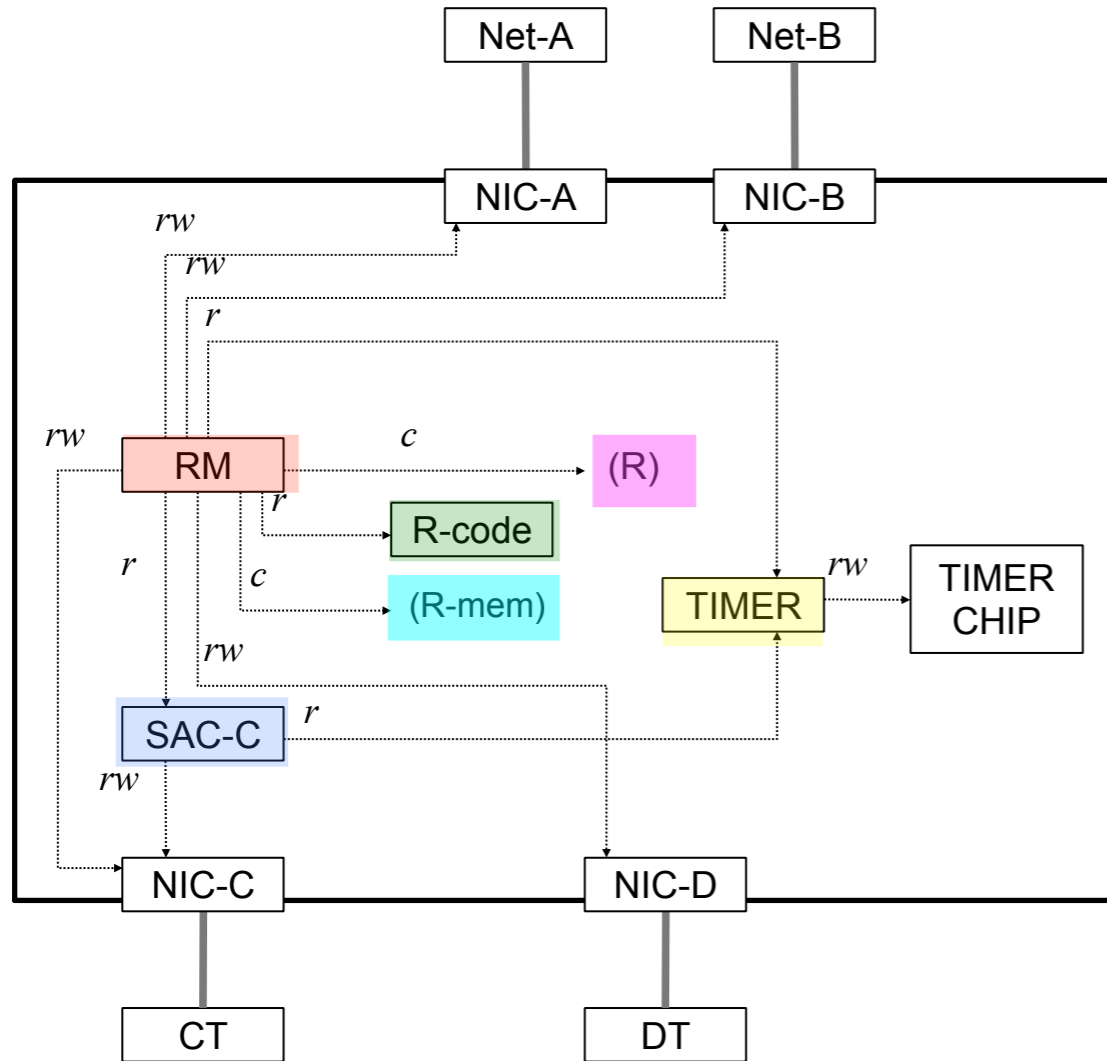 Net-A
Net-B
NIC-A
NIC-B
rw
rw
r
rw
RM
c
(R)
r
R-code
r
c
(R-mem)
TIMER
rw
TIMER
CHIP
rw
SAC-C
r
rw
NIC-C
NIC-D
CT
DT